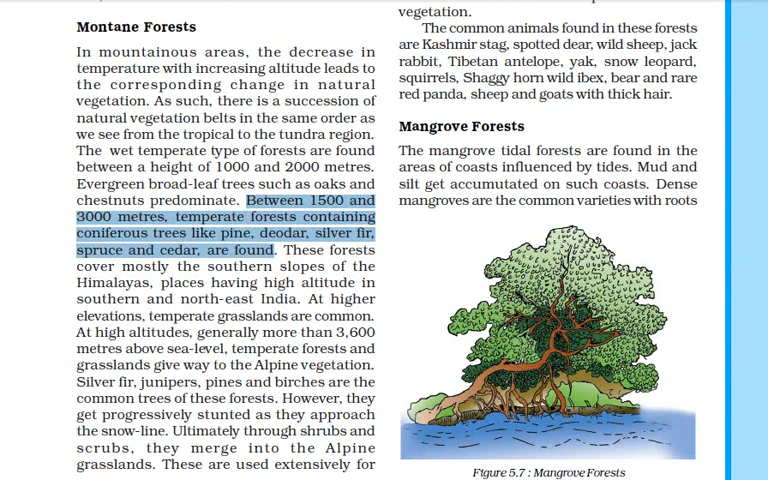 Montane Forests
In mountainous areas, the decrease in
temperature with increasing altitude leads to
the corresponding change in natural
vegetation. As such, there is a succession of
natural vegetation belts in the same order as
we see from the tropical to the tundra region.
The wet temperate type of forests are found
between a height of 1000 and 2000 metres.
Evergreen broad-leaf trees such as oaks and
chestnuts predominate. Between 1500 and
3000 metres, temperate forests containing
coniferous trees like pine, deodar, silver fir,
spruce and cedar, are found. These forests
cover mostly the southern slopes of the
Himalayas, places having high altitude in
southern and north-east India. At higher
elevations, temperate grasslands are common.
At high altitudes, generally more than 3,600
metres above sea-level, temperate forests and
grasslands give way to the Alpine vegetation.
Silver fir, junipers, pines and birches are the
common trees of these forests. However, they
get progressively stunted as they approach
the snow-line. Ultimately through shrubs and
scrubs, they merge into the Alpine
grasslands. These are used extensively for
vegetation.
The common animals found in these forests
are Kashmir stag, spotted dear, wild sheep, jack
rabbit, Tibetan antelope, yak, snow leopard,
squirrels, Shaggy horn wild ibex, bear and rare
red panda, sheep and goats with thick hair.
Mangrove Forests
The mangrove tidal forests are found in the
areas of coasts influenced by tides. Mud and
silt get accumutated on such coasts. Dense
mangroves are the common varieties with roots
Figure 5.7 : Mangrove Forests